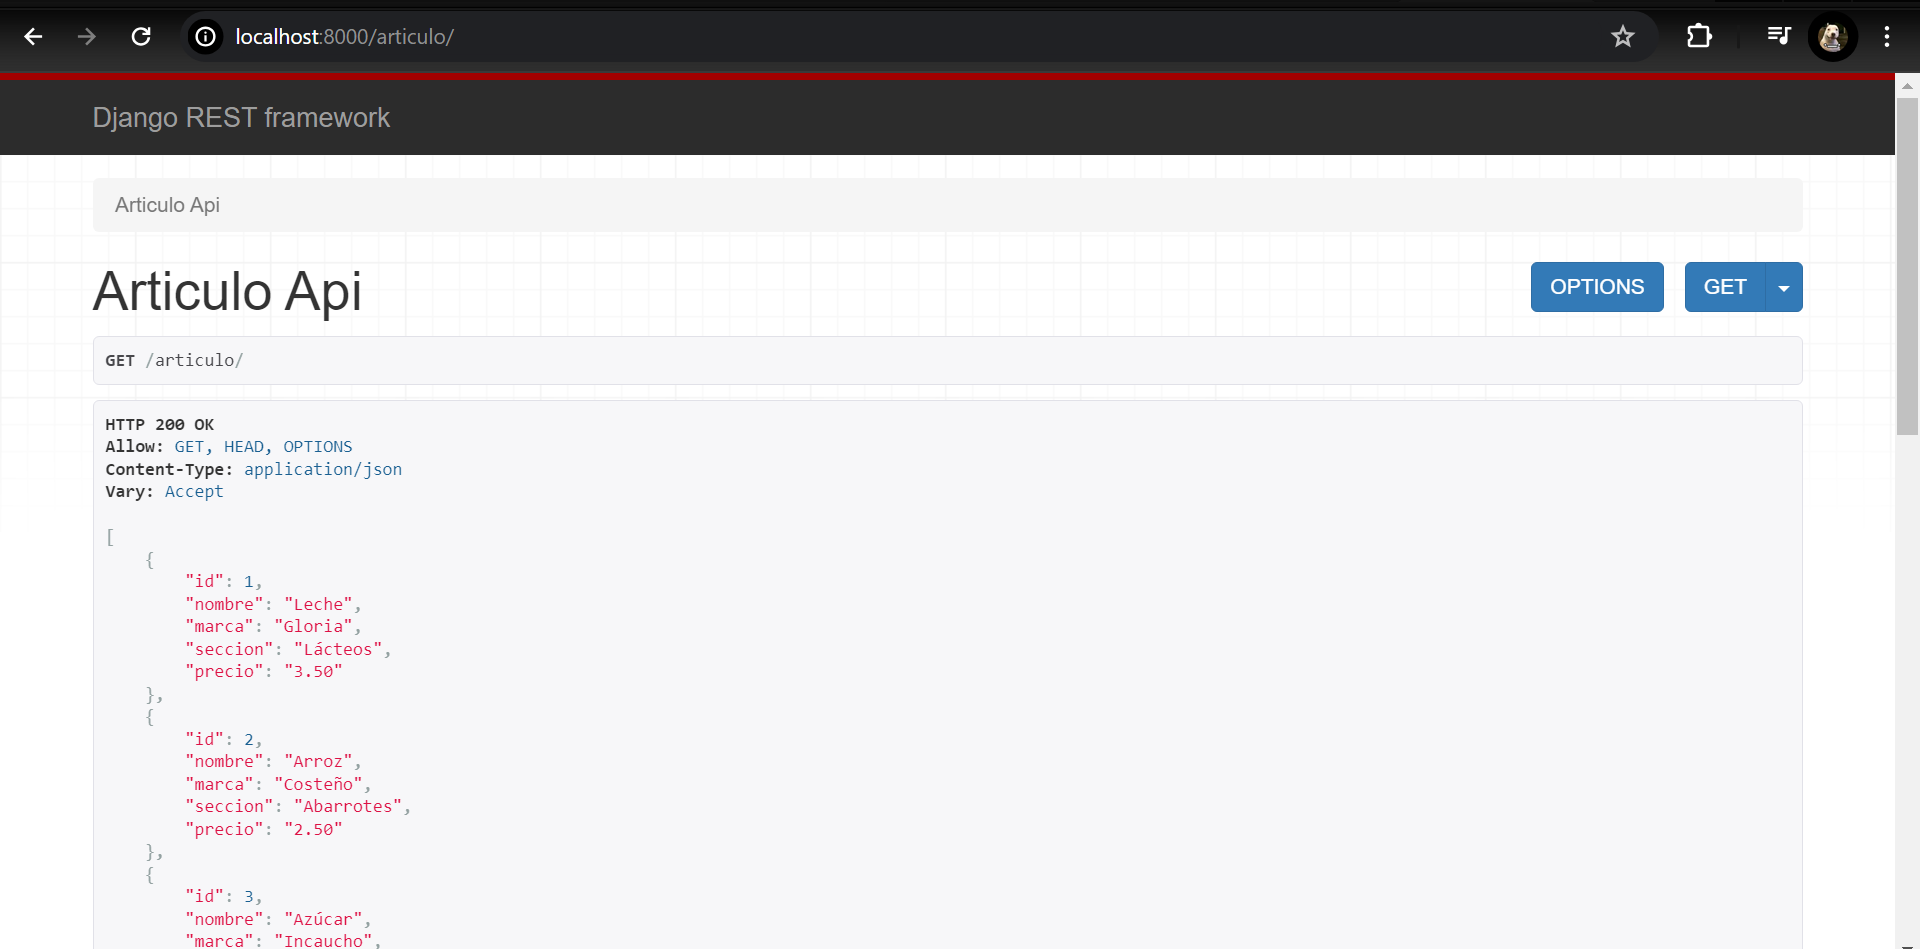 localhost:8000/articulo/
Django REST framework
Articulo Api
Articulo Api
OPTIONS
GET
GET /articulo/
HTTP 200 OK
Allow: GET, HEAD, OPTIONS
Content-Type: application/json
Vary: Accept
[
    {
        "id": 1,
        "nombre": "Leche",
        "marca": "Gloria",
        "seccion": "Lácteos",
        "precio": "3.50"
    },
    {
        "id": 2,
        "nombre": "Arroz",
        "marca": "Costeño",
        "seccion": "Abarrotes",
        "precio": "2.50"
    },
    {
        "id": 3,
        "nombre": "Azúcar",
        "marca": "Incaucho",